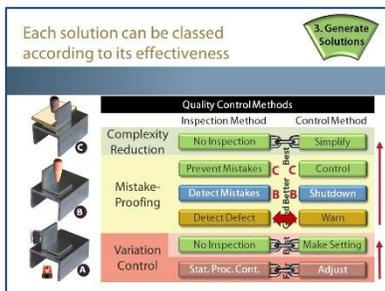 Each solution can be classed
according to its effectiveness
3. Generate
Solutions
Quality Control Methods
Inspection Method Control Method
Complexity
Reduction
No Inspection Best Simplify
Mistake-
Proofing
Prevent Mistakes C C Control
Detect Mistakes B B Shutdown
Detect Defect Better Warn
Variation
Control
No Inspection Make Setting
Stat. Proc. Cont. Adjust
C
B
A